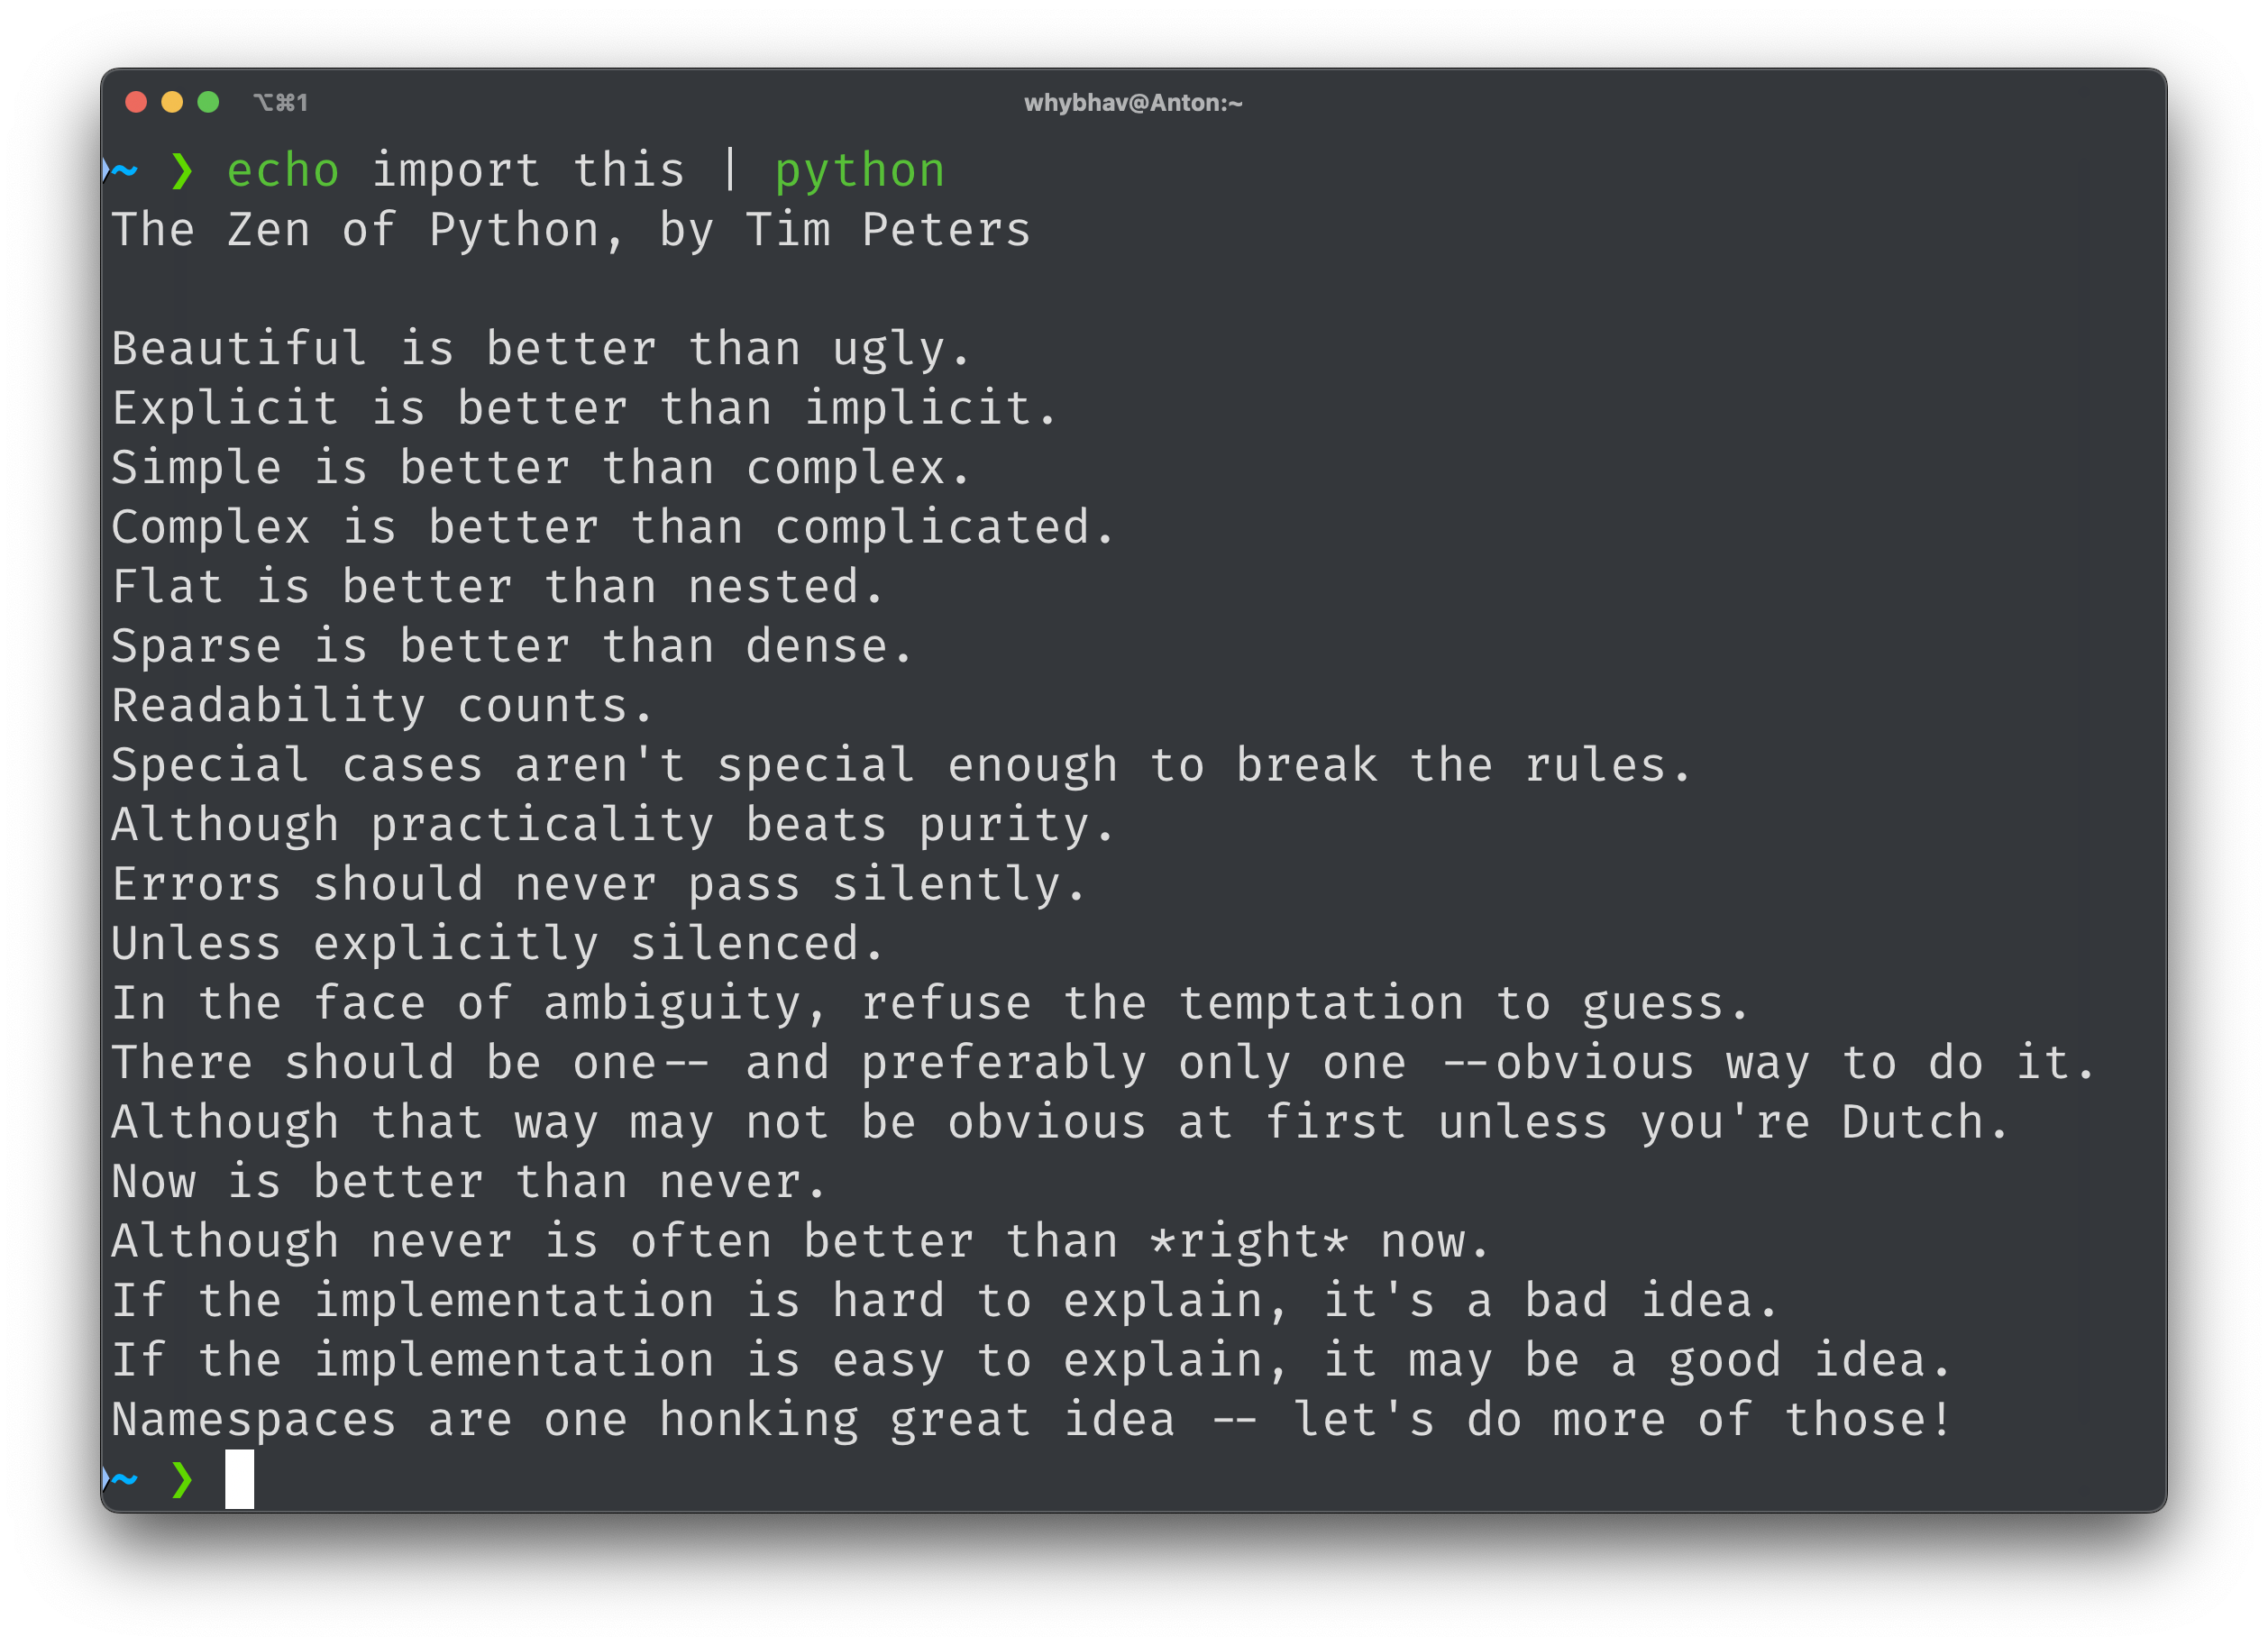 ⌥⌘1 whybhav@Anton:~
~ ❯ echo import this | python
The Zen of Python, by Tim Peters

Beautiful is better than ugly.
Explicit is better than implicit.
Simple is better than complex.
Complex is better than complicated.
Flat is better than nested.
Sparse is better than dense.
Readability counts.
Special cases aren't special enough to break the rules.
Although practicality beats purity.
Errors should never pass silently.
Unless explicitly silenced.
In the face of ambiguity, refuse the temptation to guess.
There should be one-- and preferably only one --obvious way to do it.
Although that way may not be obvious at first unless you're Dutch.
Now is better than never.
Although never is often better than *right* now.
If the implementation is hard to explain, it's a bad idea.
If the implementation is easy to explain, it may be a good idea.
Namespaces are one honking great idea -- let's do more of those!
~ ❯